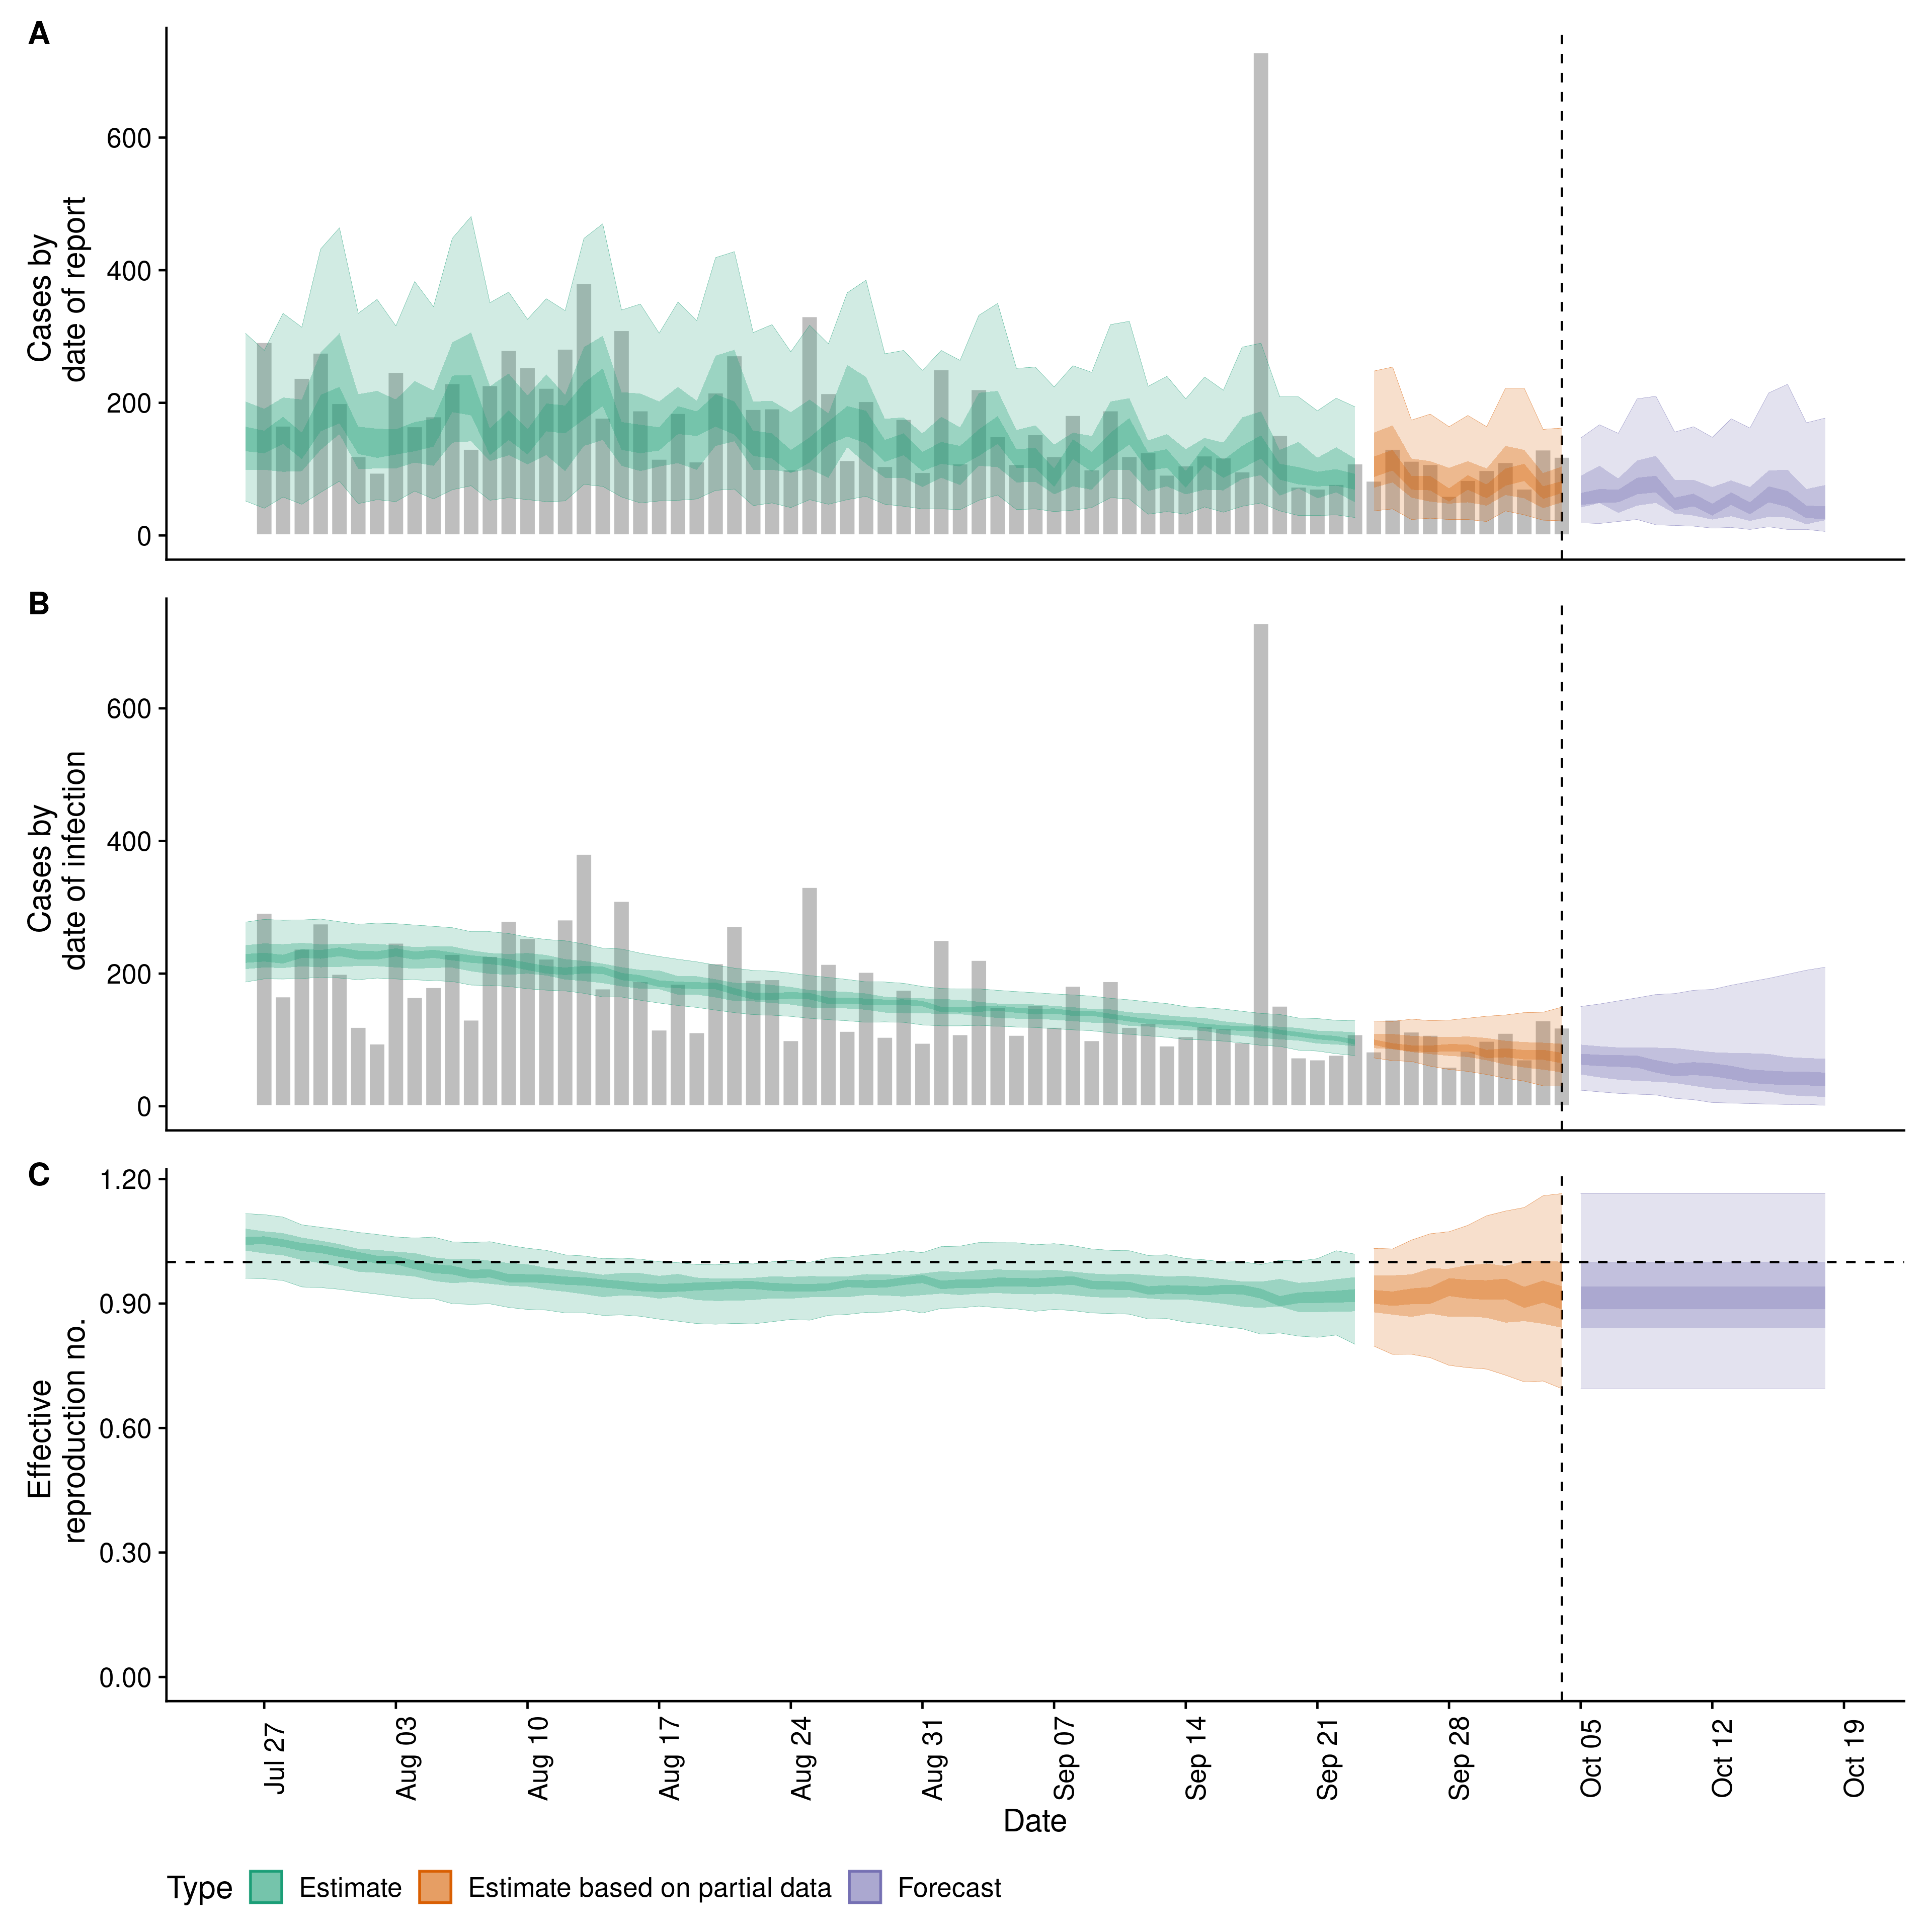 A
Cases by
date of report
600
400
200
0
B
Cases by
date of infection
600
400
200
0
C
Effective
reproduction no.
1.20
0.90
0.60
0.30
0.00
Jul 27
Aug 03
Aug 10
Aug 17
Aug 24
Aug 31
Sep 07
Sep 14
Sep 21
Sep 28
Oct 05
Oct 12
Oct 19
Date
Type Estimate Estimate based on partial data Forecast